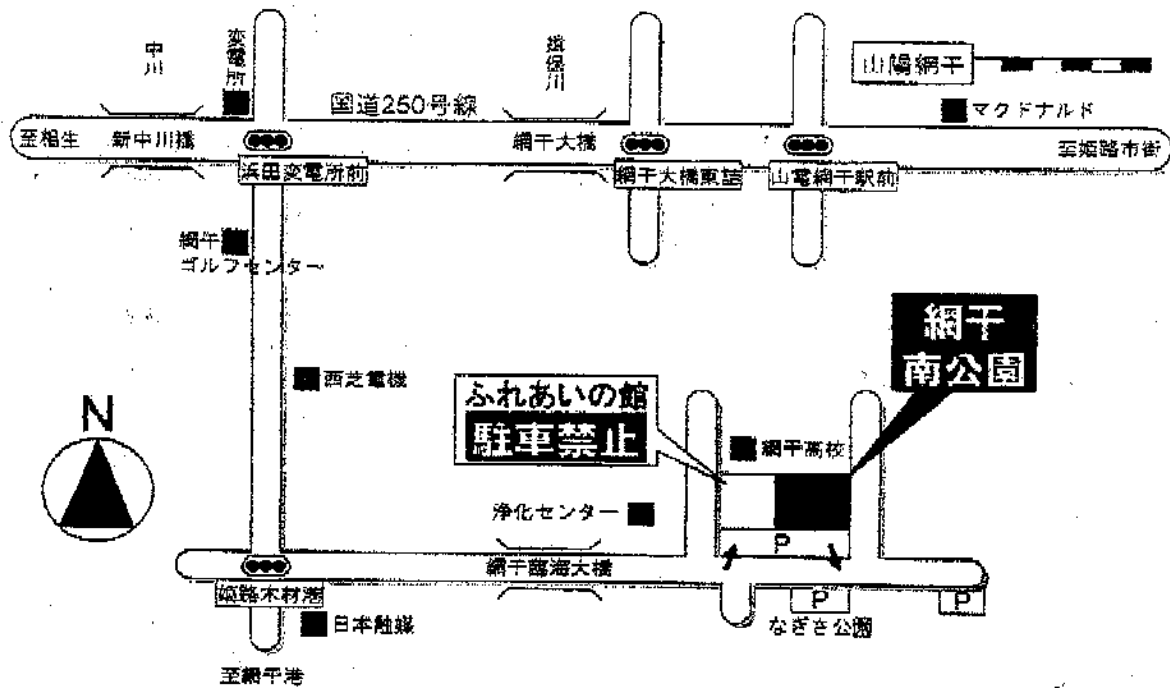 中川
変電所
揖保川
山陽網干
国道250号線
マクドナルド
至相生
新中川橋
網干大橋
至姫路市街
浜田変電所前
網干大橋東詰
山電網干駅前
網干
ゴルフセンター
網干
南公園
西芝電機
ふれあいの館
駐車禁止
N
網干高校
浄化センター
P
網干臨海大橋
姫路木材港
P
P
日本触媒
なぎさ公園
至網干港